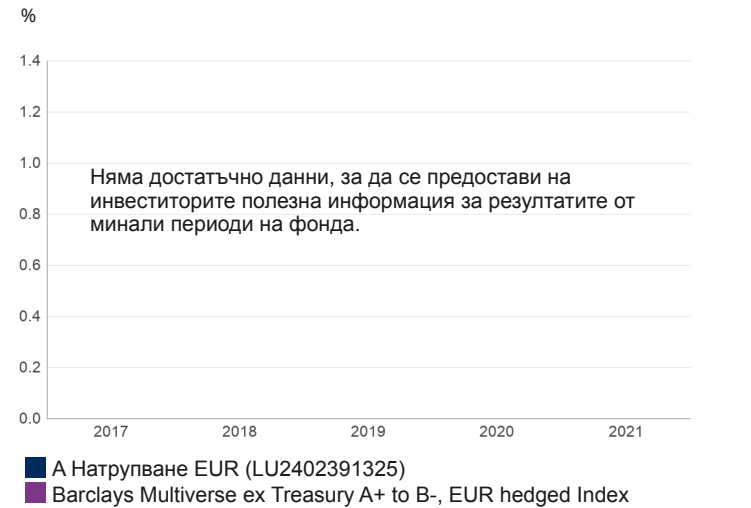 %
1.4
1.2
1.0
Няма достатъчно данни, за да се предостави на
инвеститорите полезна информация за резултатите от
0.8
минали периоди на фонда.
0.6
0.4
0.2
0.0
2017 2018 2019 2020 2021
А Натрупване EUR (LU2402391325)
Barclays Multiverse ex Treasury A+ to B-, EUR hedged Index